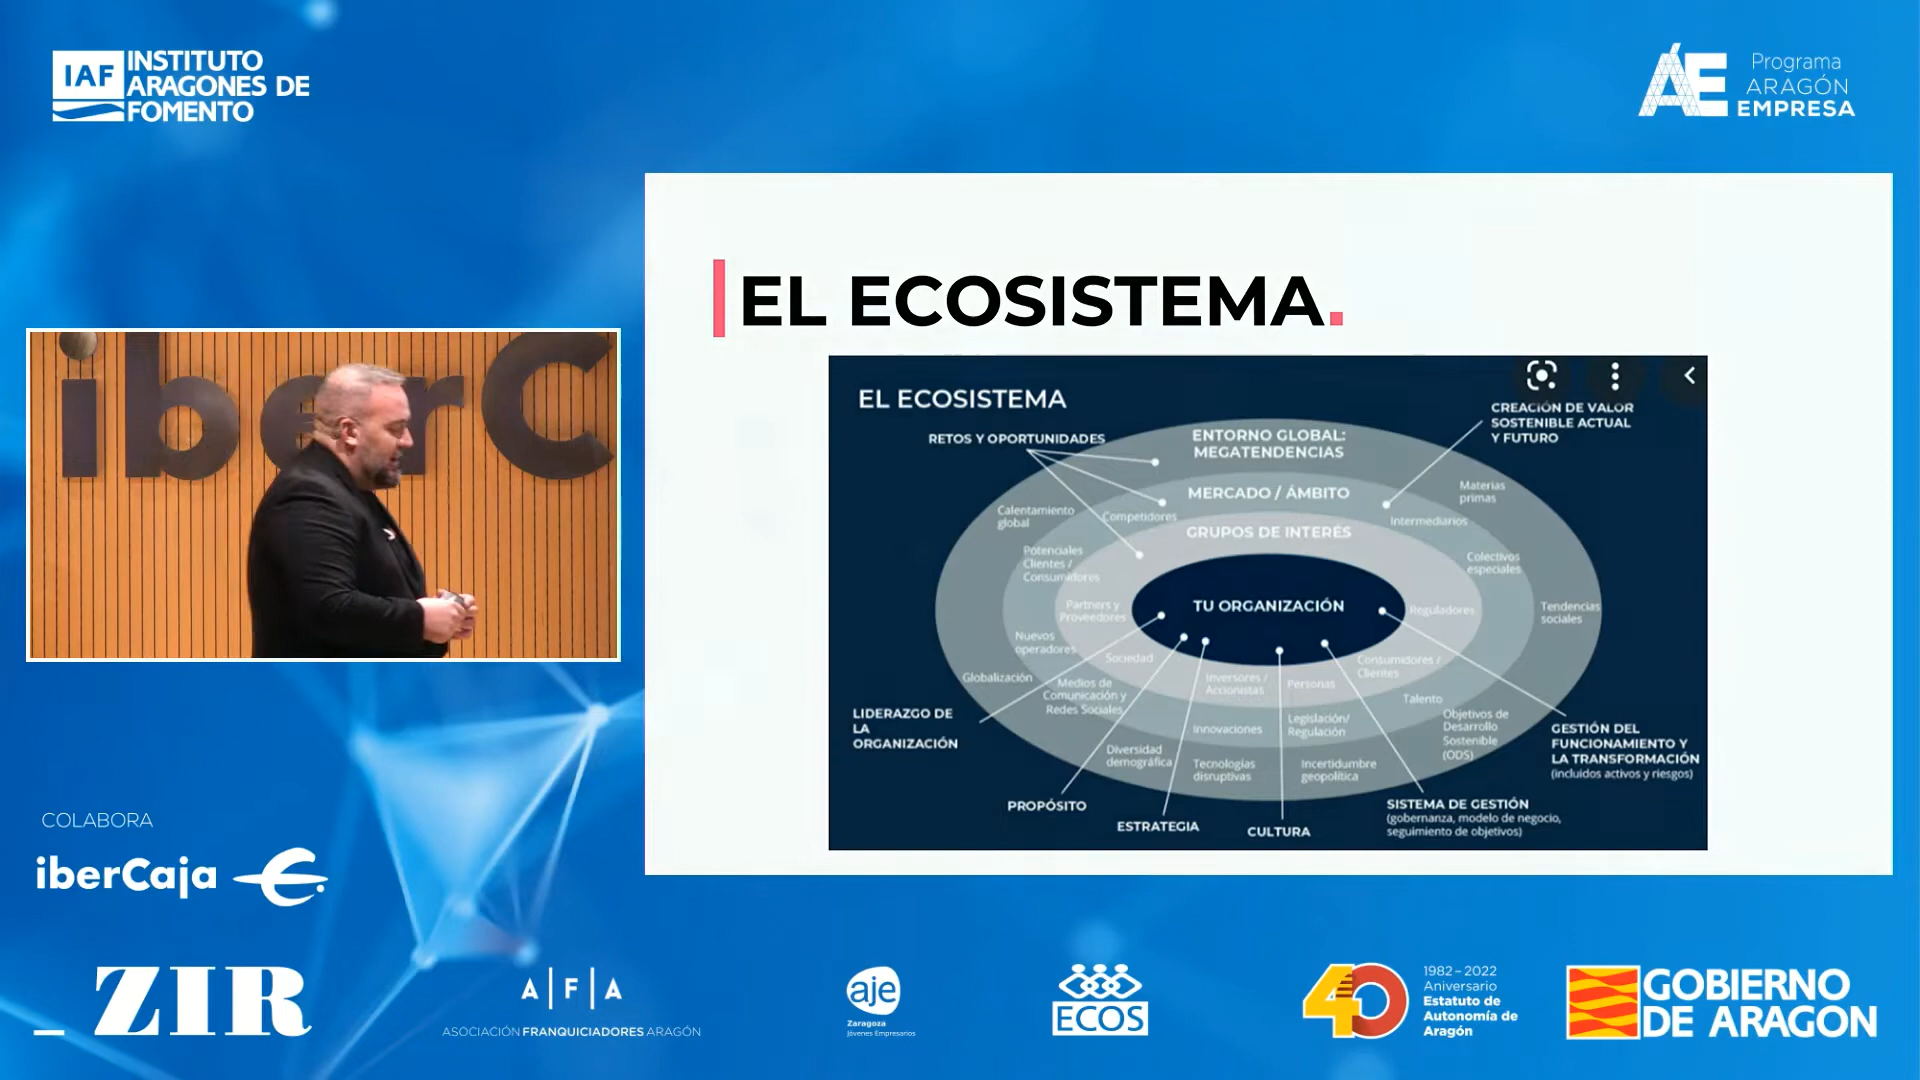 IAF
INSTITUTO
ARAGONES DE
FOMENTO
ÁE
Programa
ARAGÓN
EMPRESA
EL ECOSISTEMA.
iberC
EL ECOSISTEMA
RETOS Y OPORTUNIDADES
ENTORNO GLOBAL:
MEGATENDENCIAS
CREACIÓN DE VALOR
SOSTENIBLE ACTUAL
Y FUTURO
MERCADO / ÁMBITO
Materias
primas
Calentamiento
global
Competidores
Intermediarios
GRUPOS DE INTERÉS
Potenciales
Clientes /
Consumidores
Colectivos
especiales
TU ORGANIZACIÓN
Partners y
Proveedores
Reguladores
Tendencias
sociales
Nuevos
operadores
Sociedad
Consumidores /
Clientes
Globalización
Medios de
Comunicación y
Redes Sociales
Inversores /
Accionistas
Personas
Talento
LIDERAZGO DE
LA
ORGANIZACIÓN
Innovaciones
Legislación/
Regulación
Objetivos de
Desarrollo
Sostenible
(ODS)
GESTIÓN DEL
FUNCIONAMIENTO Y
LA TRANSFORMACIÓN
(incluidos activos y riesgos)
Diversidad
demográfica
Tecnologías
disruptivas
Incertidumbre
geopolítica
PROPÓSITO
ESTRATEGIA
CULTURA
SISTEMA DE GESTIÓN
(gobernanza, modelo de negocio,
seguimiento de objetivos)
COLABORA
iberCaja
_ ZIR
A|F|A
ASOCIACIÓN FRANQUICIADORES ARAGÓN
aje
Zaragoza
Jóvenes Empresarios
ECOS
40
1982 – 2022
Aniversario
Estatuto de
Autonomía de
Aragón
GOBIERNO
DE ARAGON